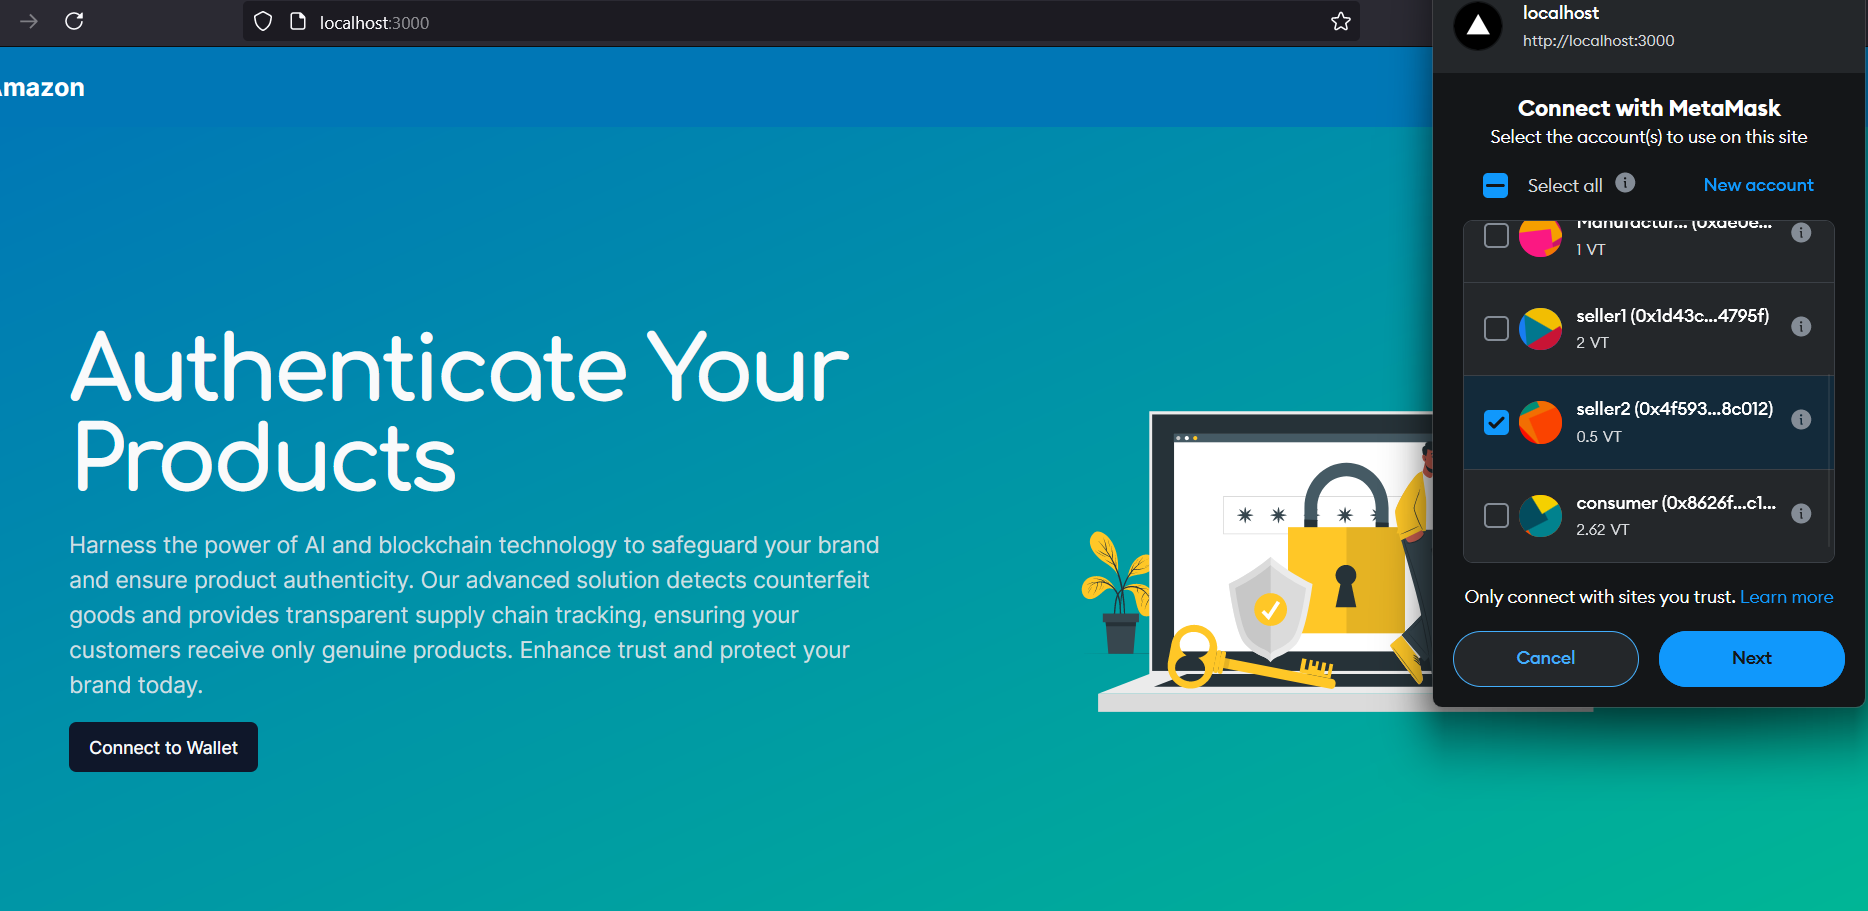 localhost:3000
Amazon
Authenticate Your
Products
Harness the power of AI and blockchain technology to safeguard your brand
and ensure product authenticity. Our advanced solution detects counterfeit
goods and provides transparent supply chain tracking, ensuring your
customers receive only genuine products. Enhance trust and protect your
brand today.
Connect to Wallet
localhost
http://localhost:3000
Connect with MetaMask
Select the account(s) to use on this site
Select all
New account
Manufactur... (0xde0e...
1 VT
seller1 (0x1d43c...4795f)
2 VT
seller2 (0x4f593...8c012)
0.5 VT
consumer (0x8626f...c1...
2.62 VT
Only connect with sites you trust. Learn more
Cancel
Next